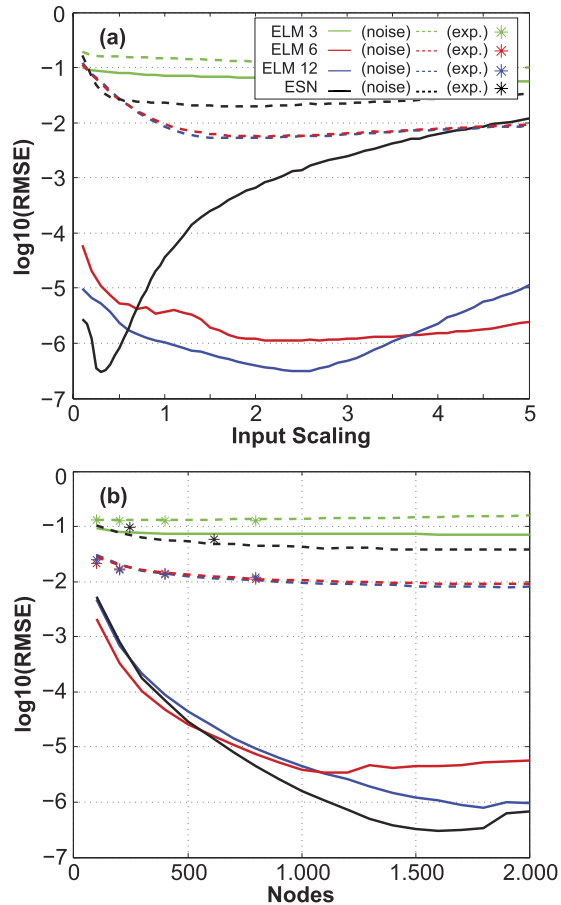 0
−1
−2
−3
−4
−5
−6
−7
log10(RMSE)
(a)
ELM 3 (noise) (exp.)
ELM 6 (noise) (exp.)
ELM 12 (noise) (exp.)
ESN (noise) (exp.)
0 1 2 3 4 5
Input Scaling
0
−1
−2
−3
−4
−5
−6
−7
log10(RMSE)
(b)
0 500 1.000 1.500 2.000
Nodes